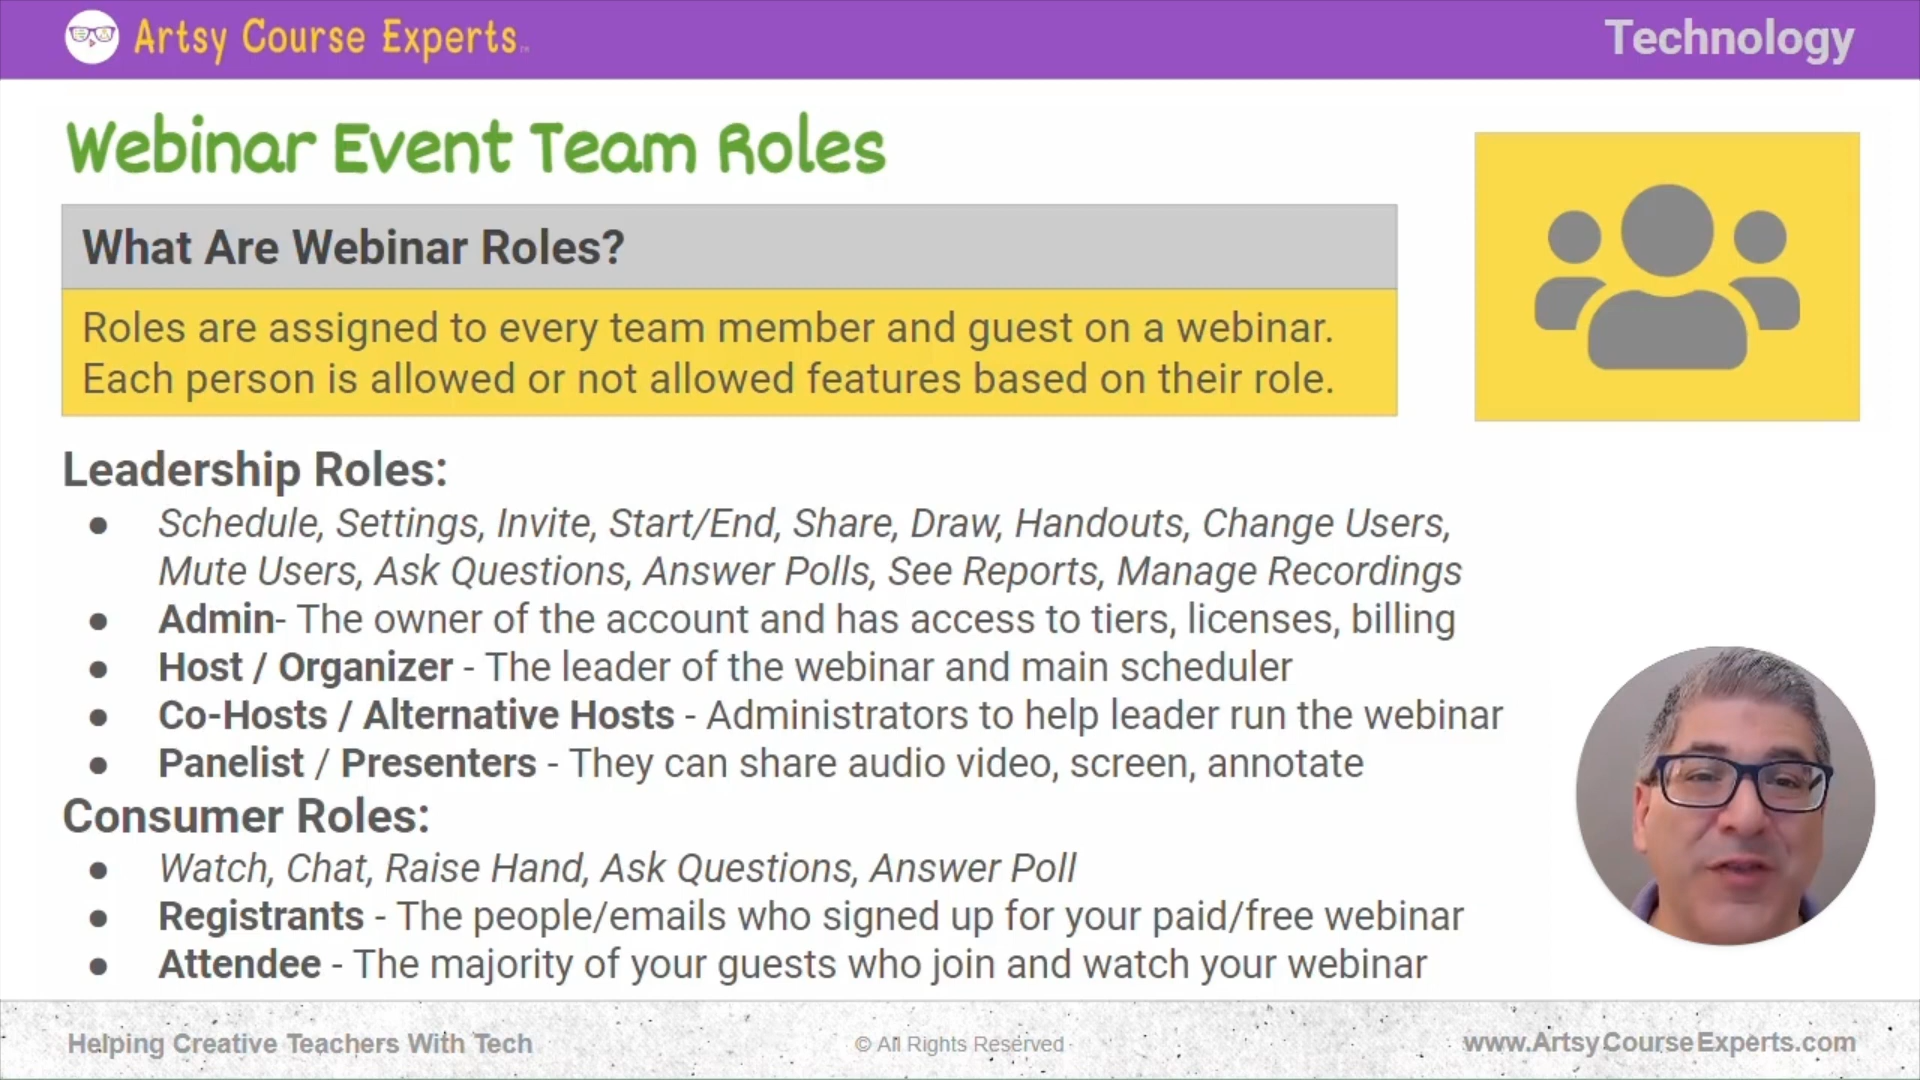 Artsy Course Experts™
Technology
Webinar Event Team Roles
What Are Webinar Roles?
Roles are assigned to every team member and guest on a webinar.
Each person is allowed or not allowed features based on their role.
Leadership Roles:
● Schedule, Settings, Invite, Start/End, Share, Draw, Handouts, Change Users,
Mute Users, Ask Questions, Answer Polls, See Reports, Manage Recordings
● Admin- The owner of the account and has access to tiers, licenses, billing
● Host / Organizer - The leader of the webinar and main scheduler
● Co-Hosts / Alternative Hosts - Administrators to help leader run the webinar
● Panelist / Presenters - They can share audio video, screen, annotate
Consumer Roles:
● Watch, Chat, Raise Hand, Ask Questions, Answer Poll
● Registrants - The people/emails who signed up for your paid/free webinar
● Attendee - The majority of your guests who join and watch your webinar
Helping Creative Teachers With Tech
© All Rights Reserved
www.ArtsyCourseExperts.com